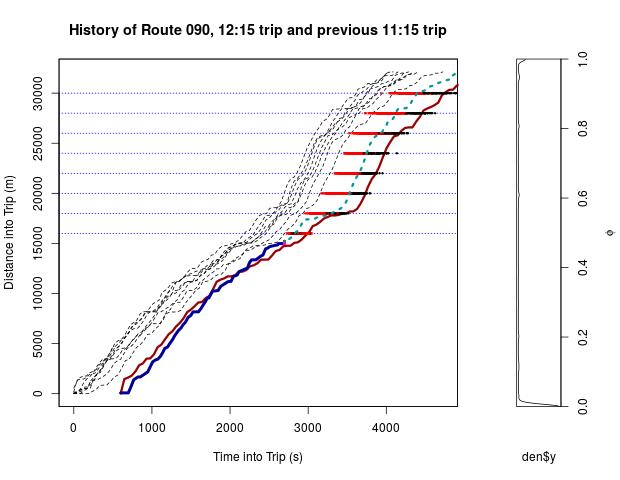 History of Route 090, 12:15 trip and previous 11:15 trip
Distance Into Trip (m)
30000
25000
20000
15000
10000
5000
0
0 1000 2000 3000 4000
Time into Trip (s)
1.0
0.8
0.6
0.4
0.2
0.0
ϕ
den$y